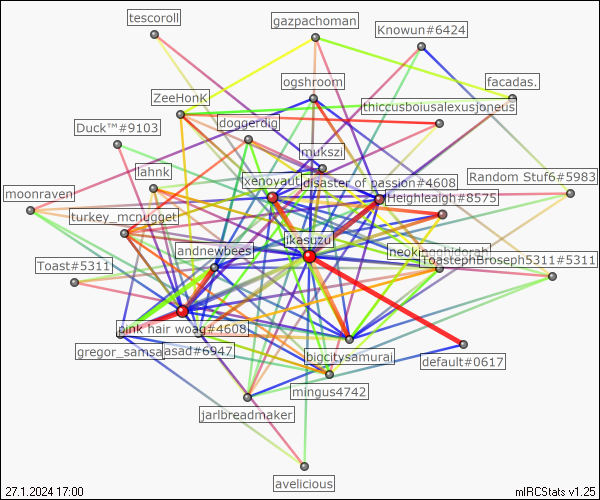 tescoroll
gazpachoman
Knowun#6424
ogshroom
facadas.
ZeeHonK
thiccusboiusalexusjoneus
Duck™#9103
doggerdig
mukszi
lahnk
xenoyaut
disaster of passion#4608
Random Stuf6#5983
moonraven
Heighleaigh#8575
turkey_mcnugget
ikasuzu
andnewbees
neokingghidorah
Toast#5311
ToastephBroseph5311#5311
pink hair woag#4608
gregor_samsa
asad#6947
bigcitysamurai
default#0617
mingus4742
jarlbreadmaker
avelicious
27.1.2024 17:00
mIRCStats v1.25